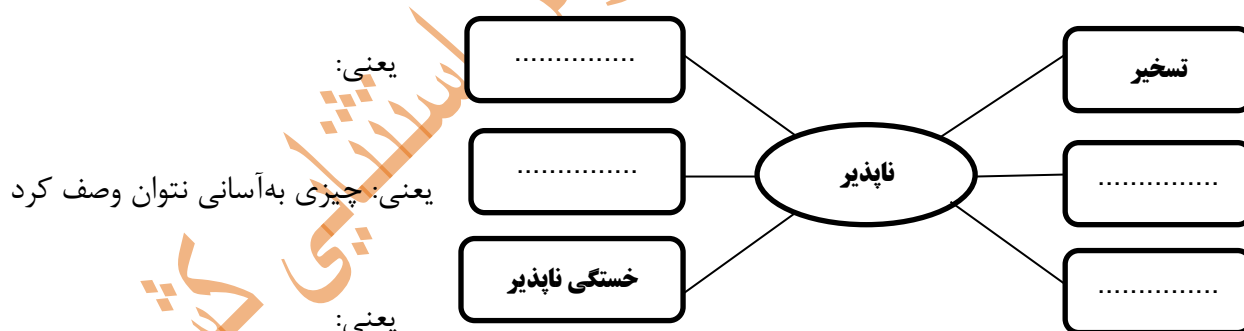 تسخیر
...............
یعنی:
ناپذیر
...............
...............
یعنی: چیزی به‌آسانی نتوان وصف کرد
...............
خستگی ناپذیر
یعنی: